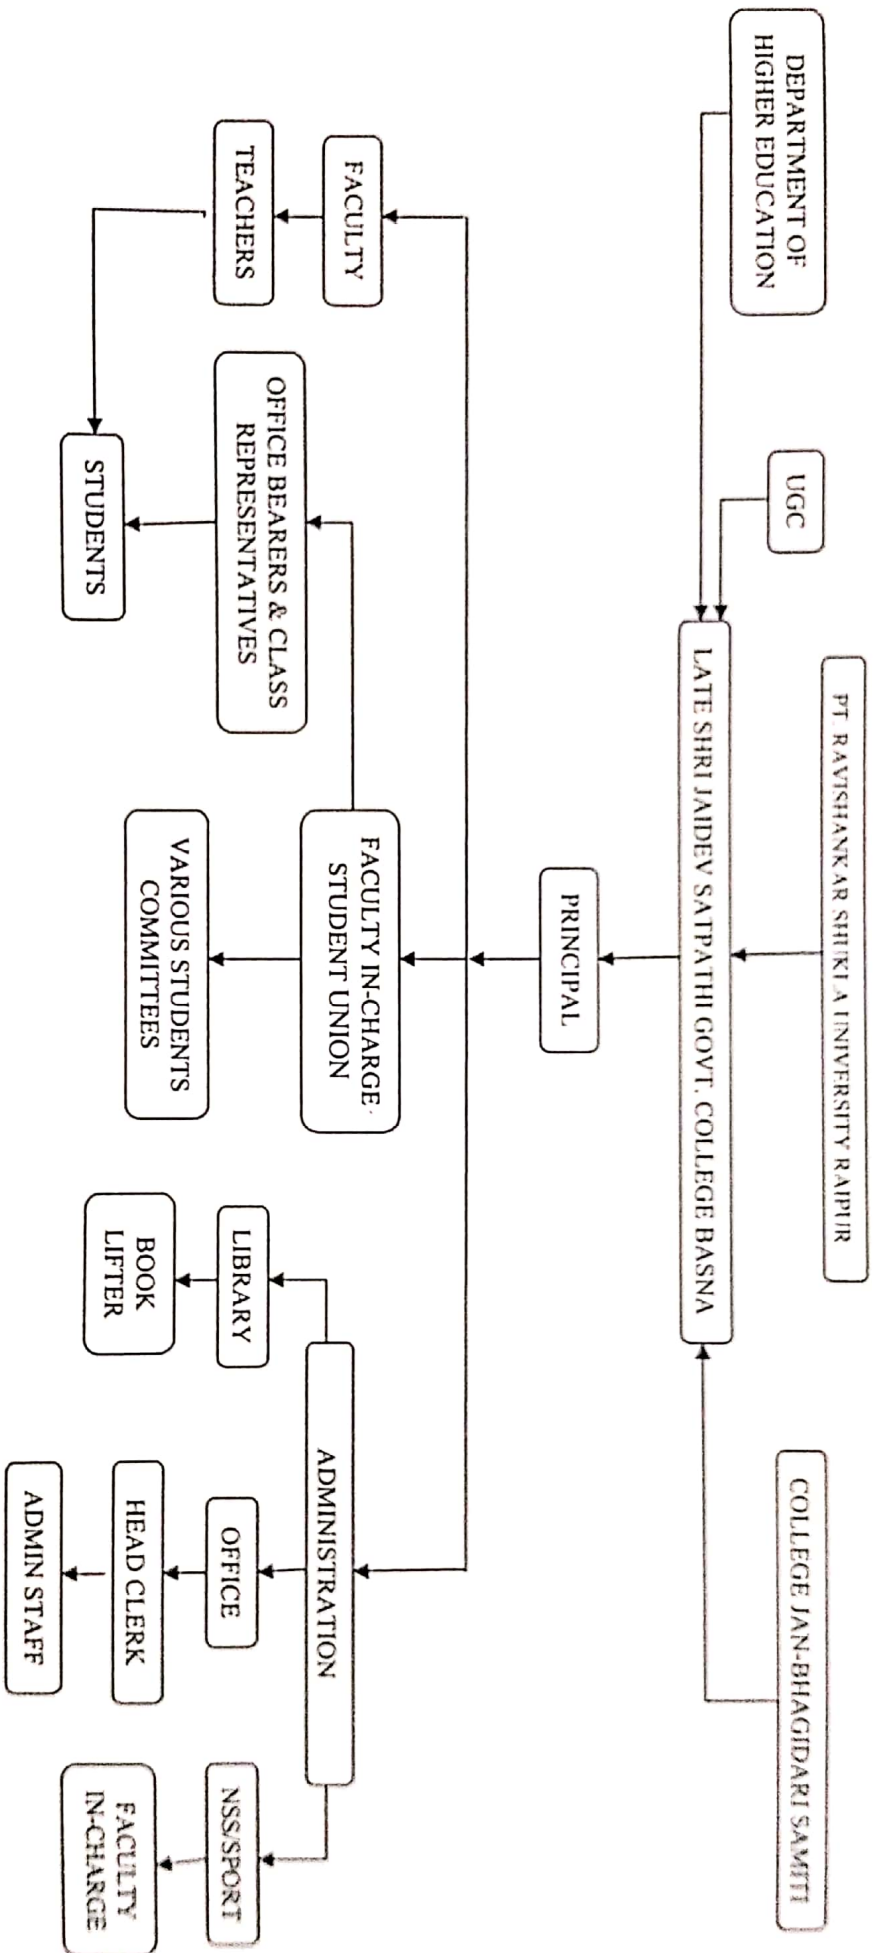 DEPARTMENT OF
HIGHER EDUCATION
UGC
PT. RAVISHANKAR SHUKLA UNIVERSITY RAIPUR
COLLEGE JAN-BHAGIDARI SAMITI
LATE SHRI JAIDEV SATPATHI GOVT. COLLEGE BASNA
PRINCIPAL
FACULTY
FACULTY IN-CHARGE
STUDENT UNION
ADMINISTRATION
TEACHERS
OFFICE BEARERS & CLASS
REPRESENTATIVES
VARIOUS STUDENTS
COMMITTEES
LIBRARY
OFFICE
NSS/SPORT
STUDENTS
BOOK
LIFTER
HEAD CLERK
FACULTY
IN-CHARGE
ADMIN STAFF